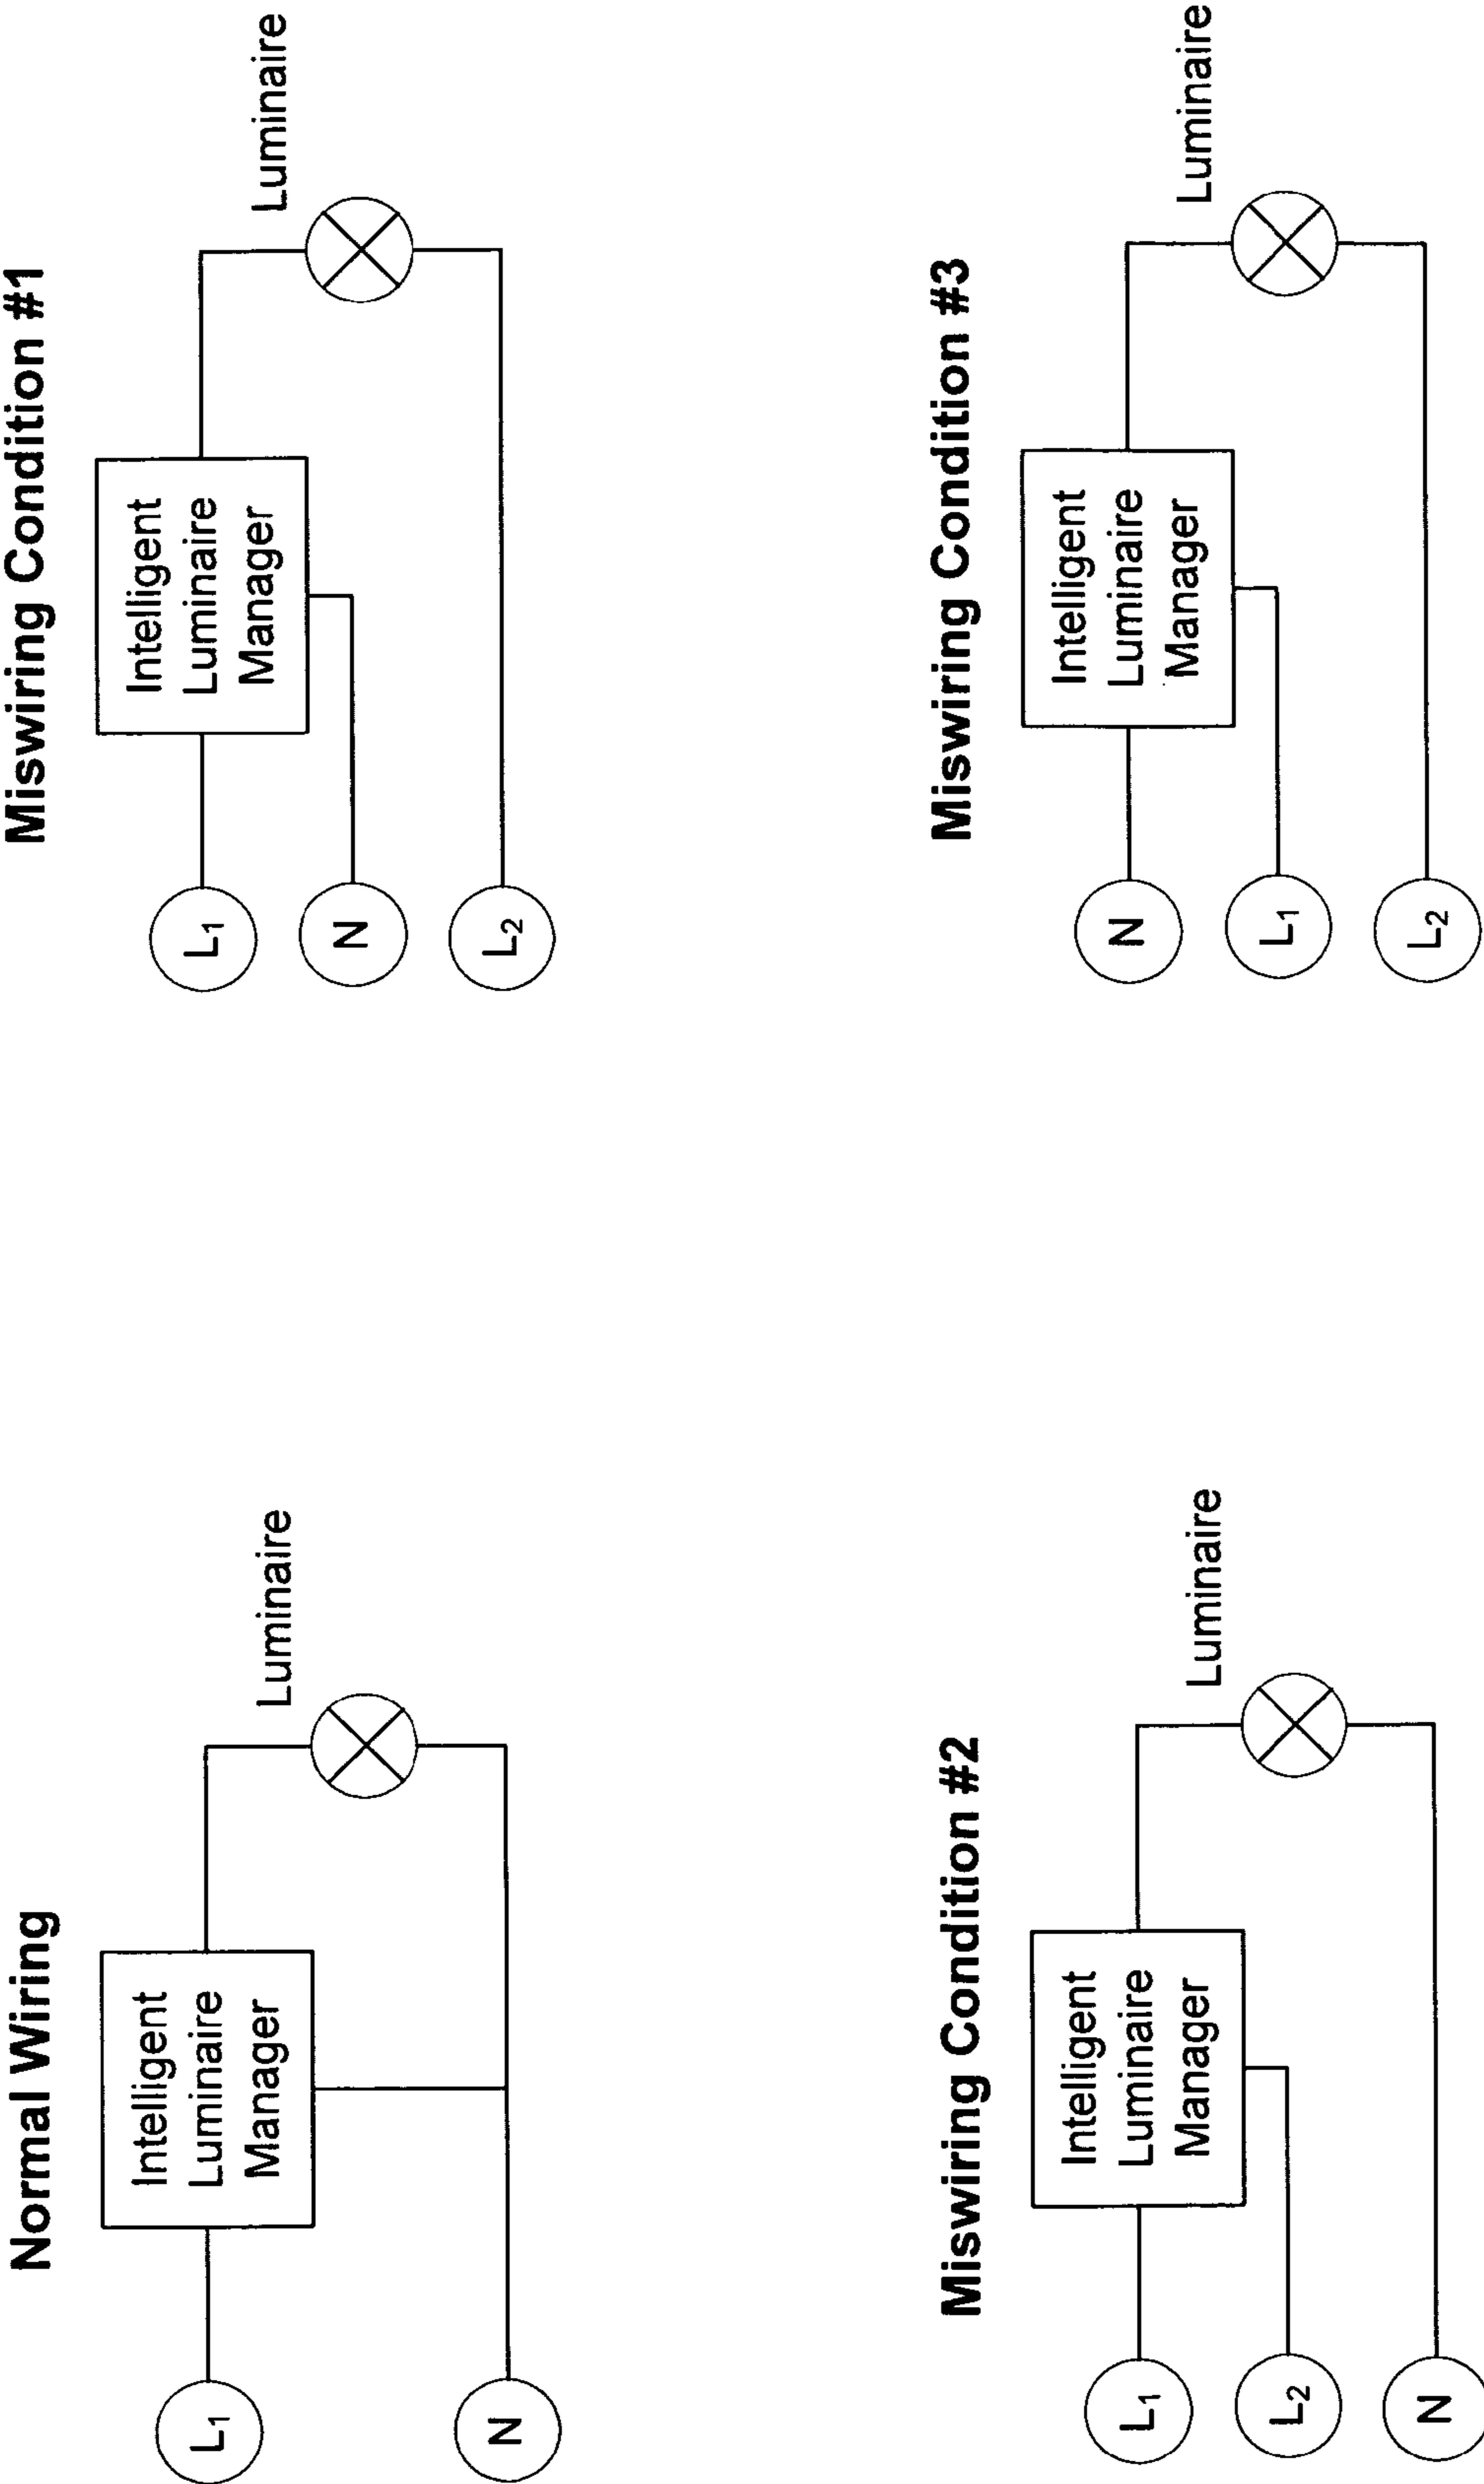 Normal Wiring
L1
Intelligent
Luminaire
Manager
Luminaire
N
Miswiring Condition #1
L1
Intelligent
Luminaire
Manager
Luminaire
N
L2
Miswiring Condition #2
L1
Intelligent
Luminaire
Manager
Luminaire
L2
N
Miswiring Condition #3
N
Intelligent
Luminaire
Manager
Luminaire
L1
L2